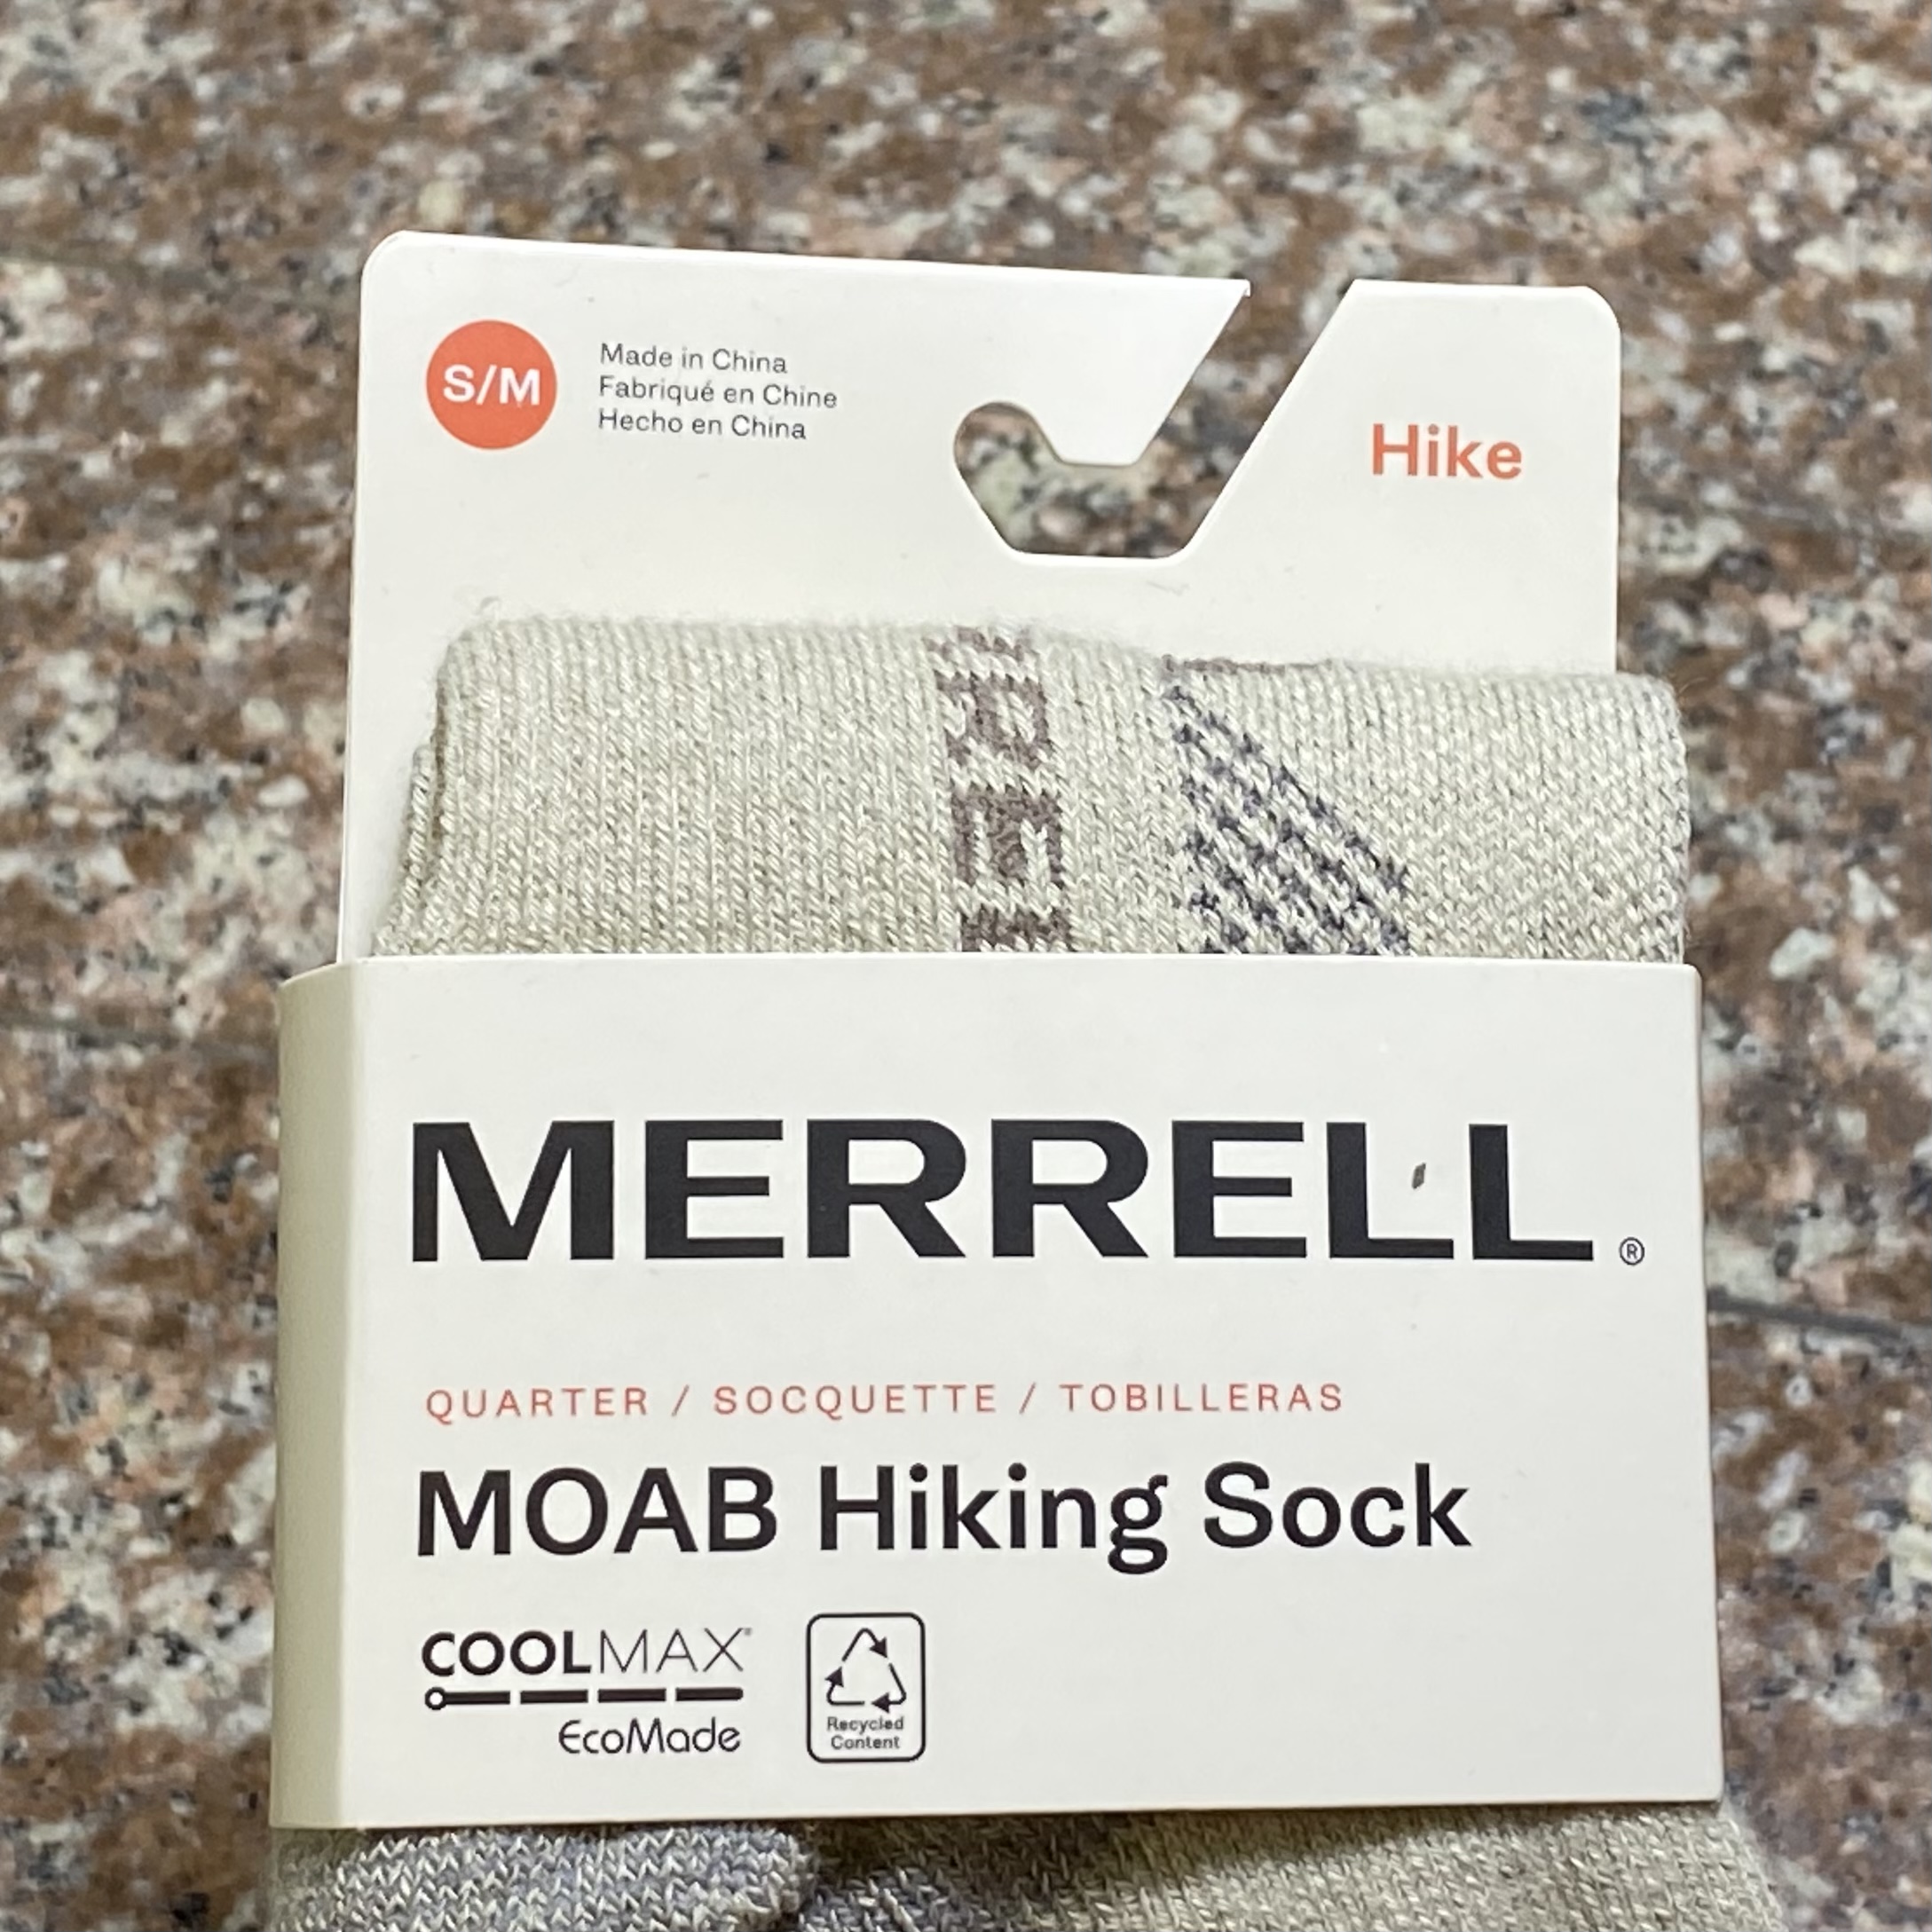 S/M
Made in China
Fabriqué en Chine
Hecho en China
Hike
MERRELL®
QUARTER / SOCQUETTE / TOBILLERAS
MOAB Hiking Sock
COOLMAX®
EcoMade
Recycled
Content